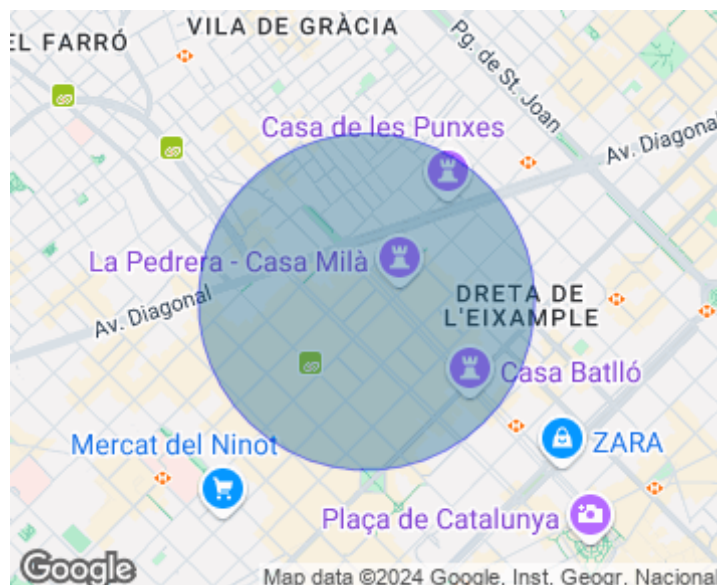 VILA DE GRÀCIA
EL FARRÓ
Pg. de St. Joan
Casa de les Punxes
Av. Diagonal
La Pedrera - Casa Milà
Av. Diagonal
DRETA DE
L'EIXAMPLE
Casa Batlló
Mercat del Ninot
ZARA
Plaça de Catalunya
Google
Map data ©2024 Google, Inst. Geogr. Nacional